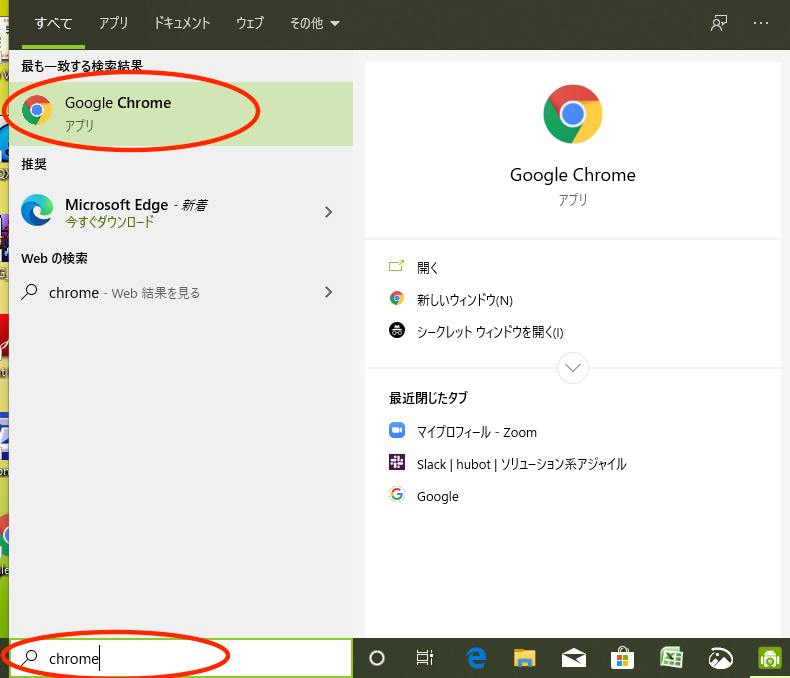 すべて アプリ ドキュメント ウェブ その他
最も一致する検索結果
Google Chrome
アプリ
推奨
Microsoft Edge - 新着
今すぐダウンロード
Web の検索
chrome - Web 結果を見る
Google Chrome
アプリ
開く
新しいウィンドウ(N)
シークレット ウィンドウを開く(I)
最近閉じたタブ
マイプロフィール - Zoom
Slack | hubot | ソリューション系アジャイル
Google
chrome